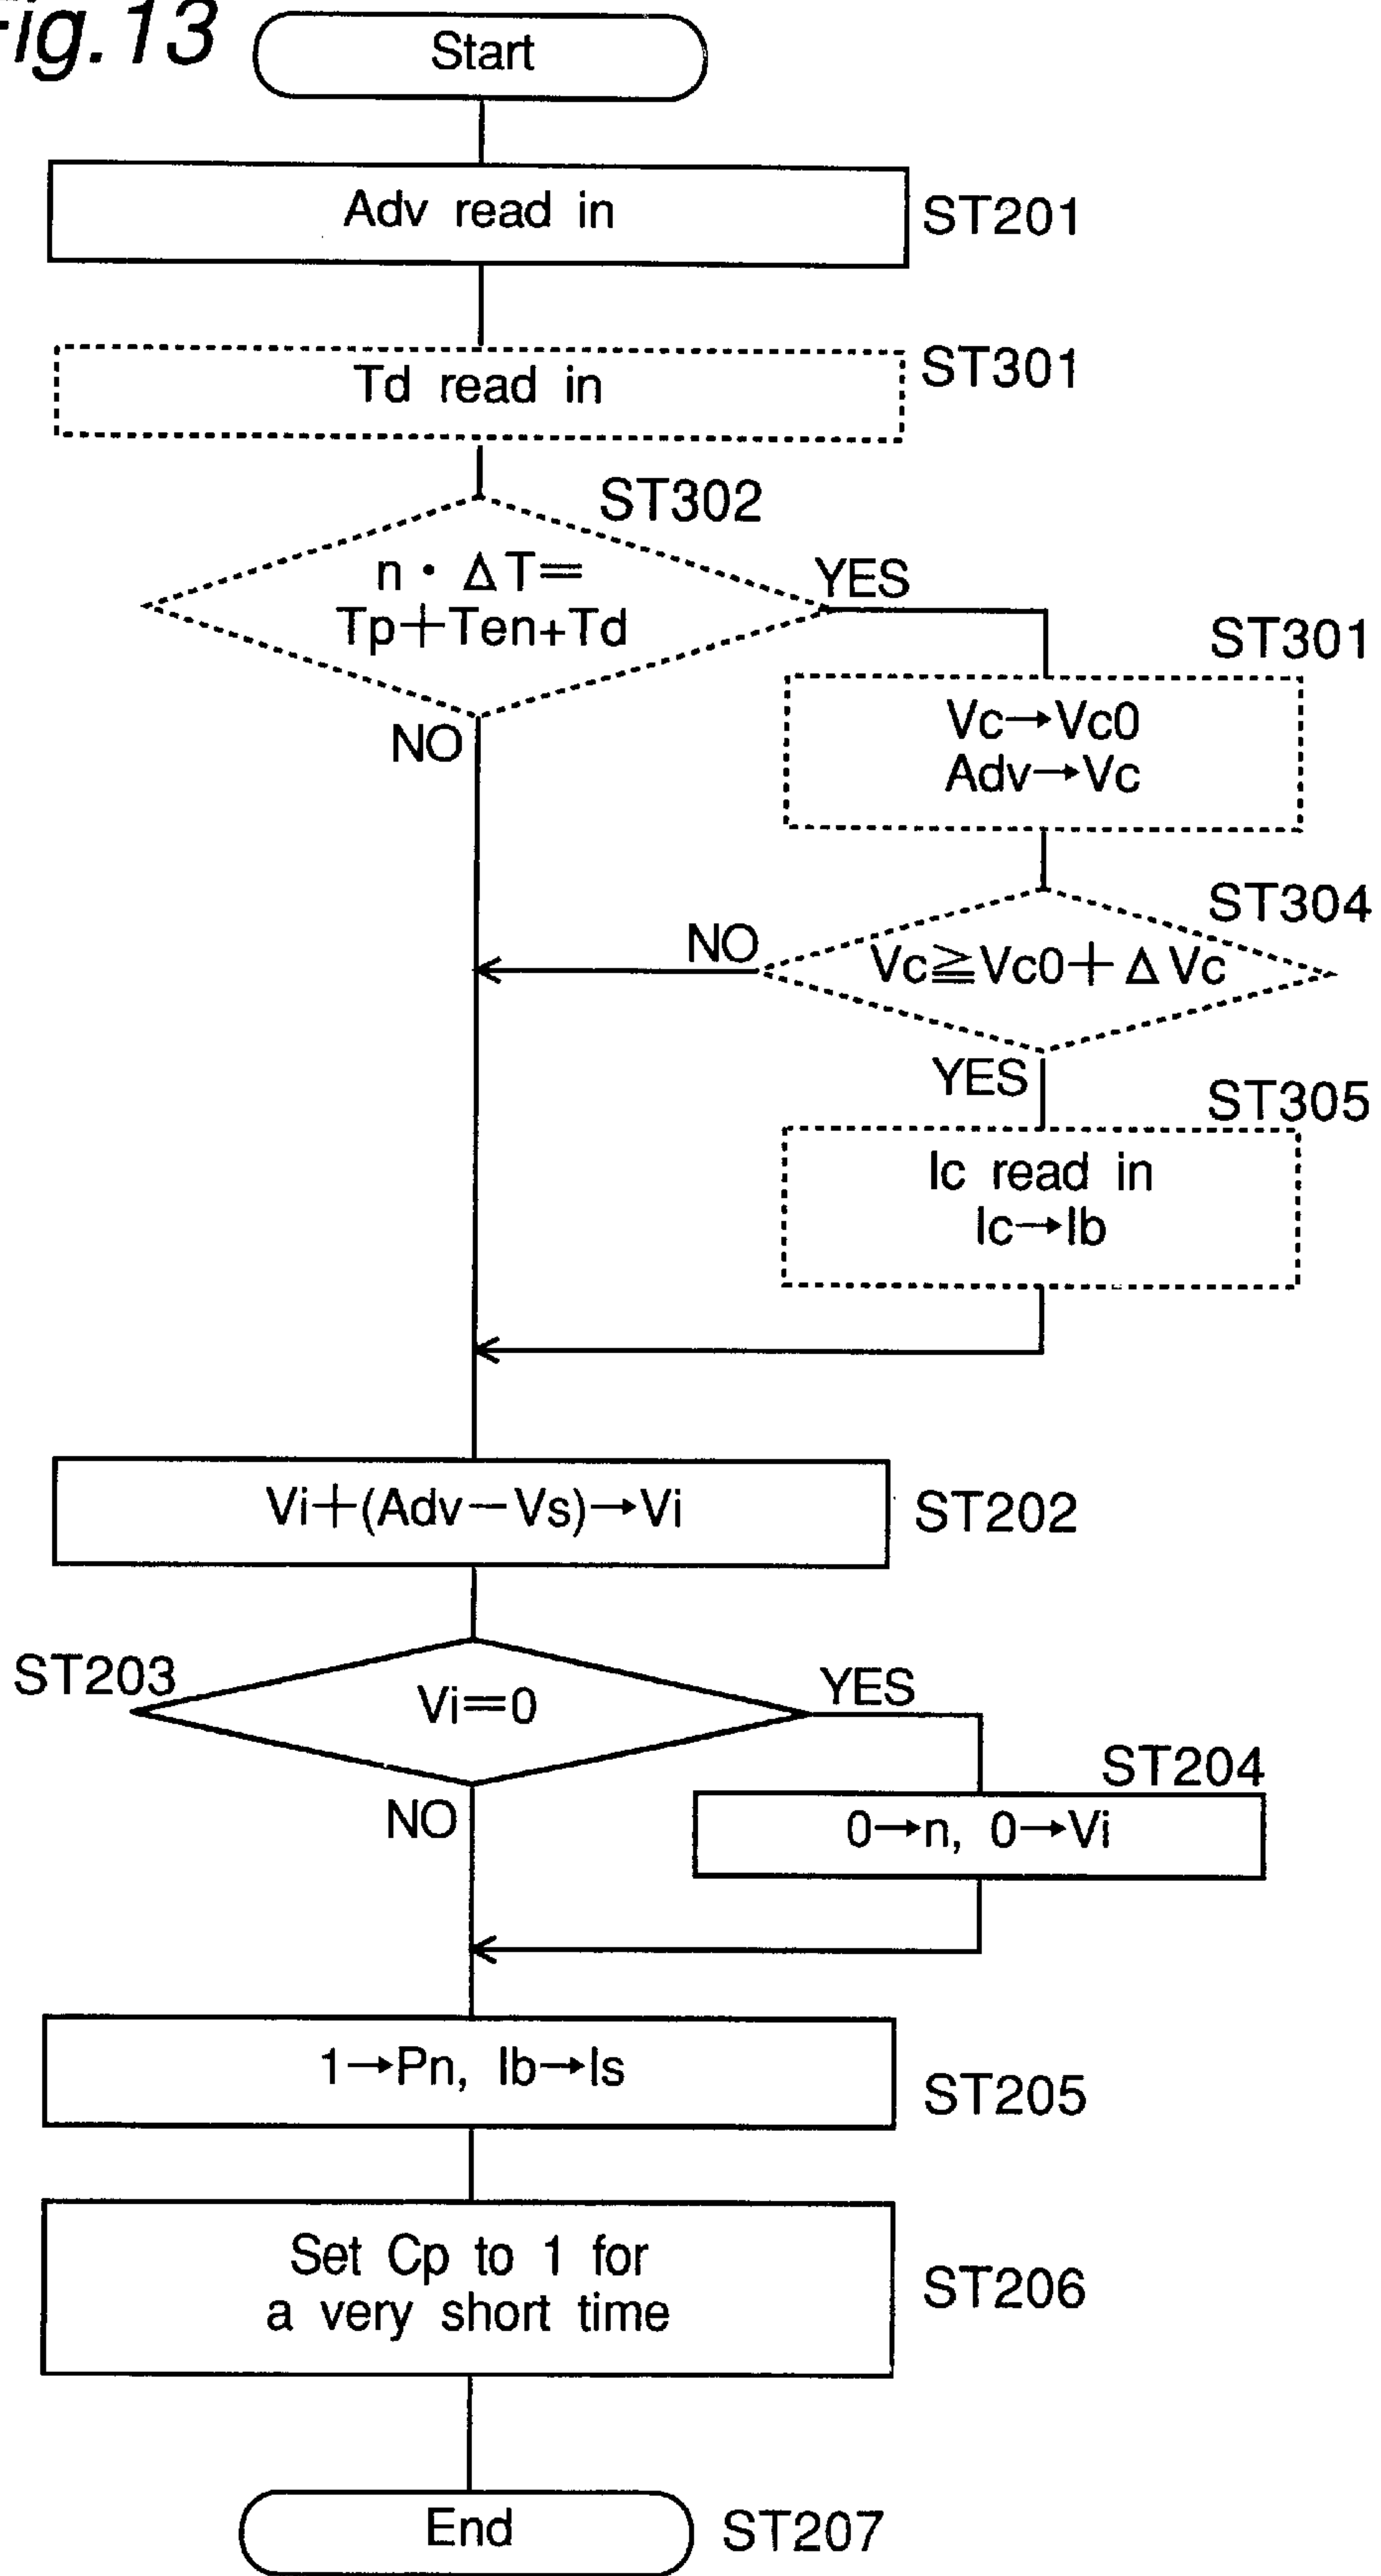 Fig.13
Start
Adv read in
ST201
Td read in
ST301
ST302
n・ΔT=
Tp+Ten+Td
YES
NO
ST301
Vc→Vc0
Adv→Vc
ST304
Vc≧Vc0+ΔVc
NO
YES
ST305
Ic read in
Ic→Ib
Vi+(Adv−Vs)→Vi
ST202
ST203
Vi=0
YES
NO
ST204
0→n, 0→Vi
1→Pn, Ib→Is
ST205
Set Cp to 1 for
a very short time
ST206
End
ST207